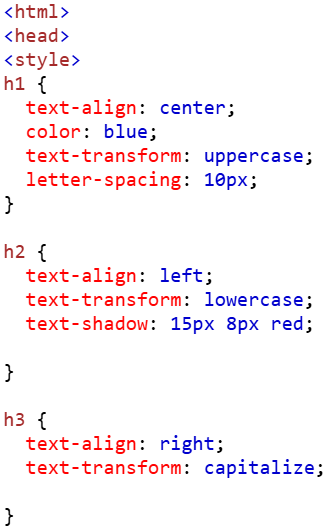 <html>
<head>
<style>
h1 {
  text-align: center;
  color: blue;
  text-transform: uppercase;
  letter-spacing: 10px;
}

h2 {
  text-align: left;
  text-transform: lowercase;
  text-shadow: 15px 8px red;

}

h3 {
  text-align: right;
  text-transform: capitalize;

}